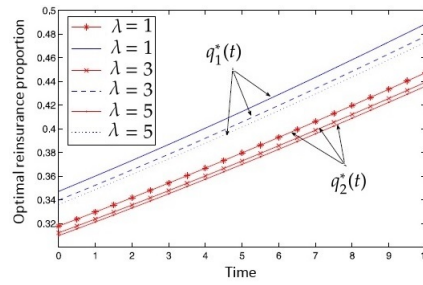 0.5
0.48
0.44
0.42
0.4
0.38
0.36
0.34
0.32
Optimal reinsurance proportion
λ = 1
λ = 1
λ = 3
λ = 3
λ = 5
λ = 5
q₁*(t)
q₂*(t)
0 1 2 3 4 5 6 7 8 9 10
Time